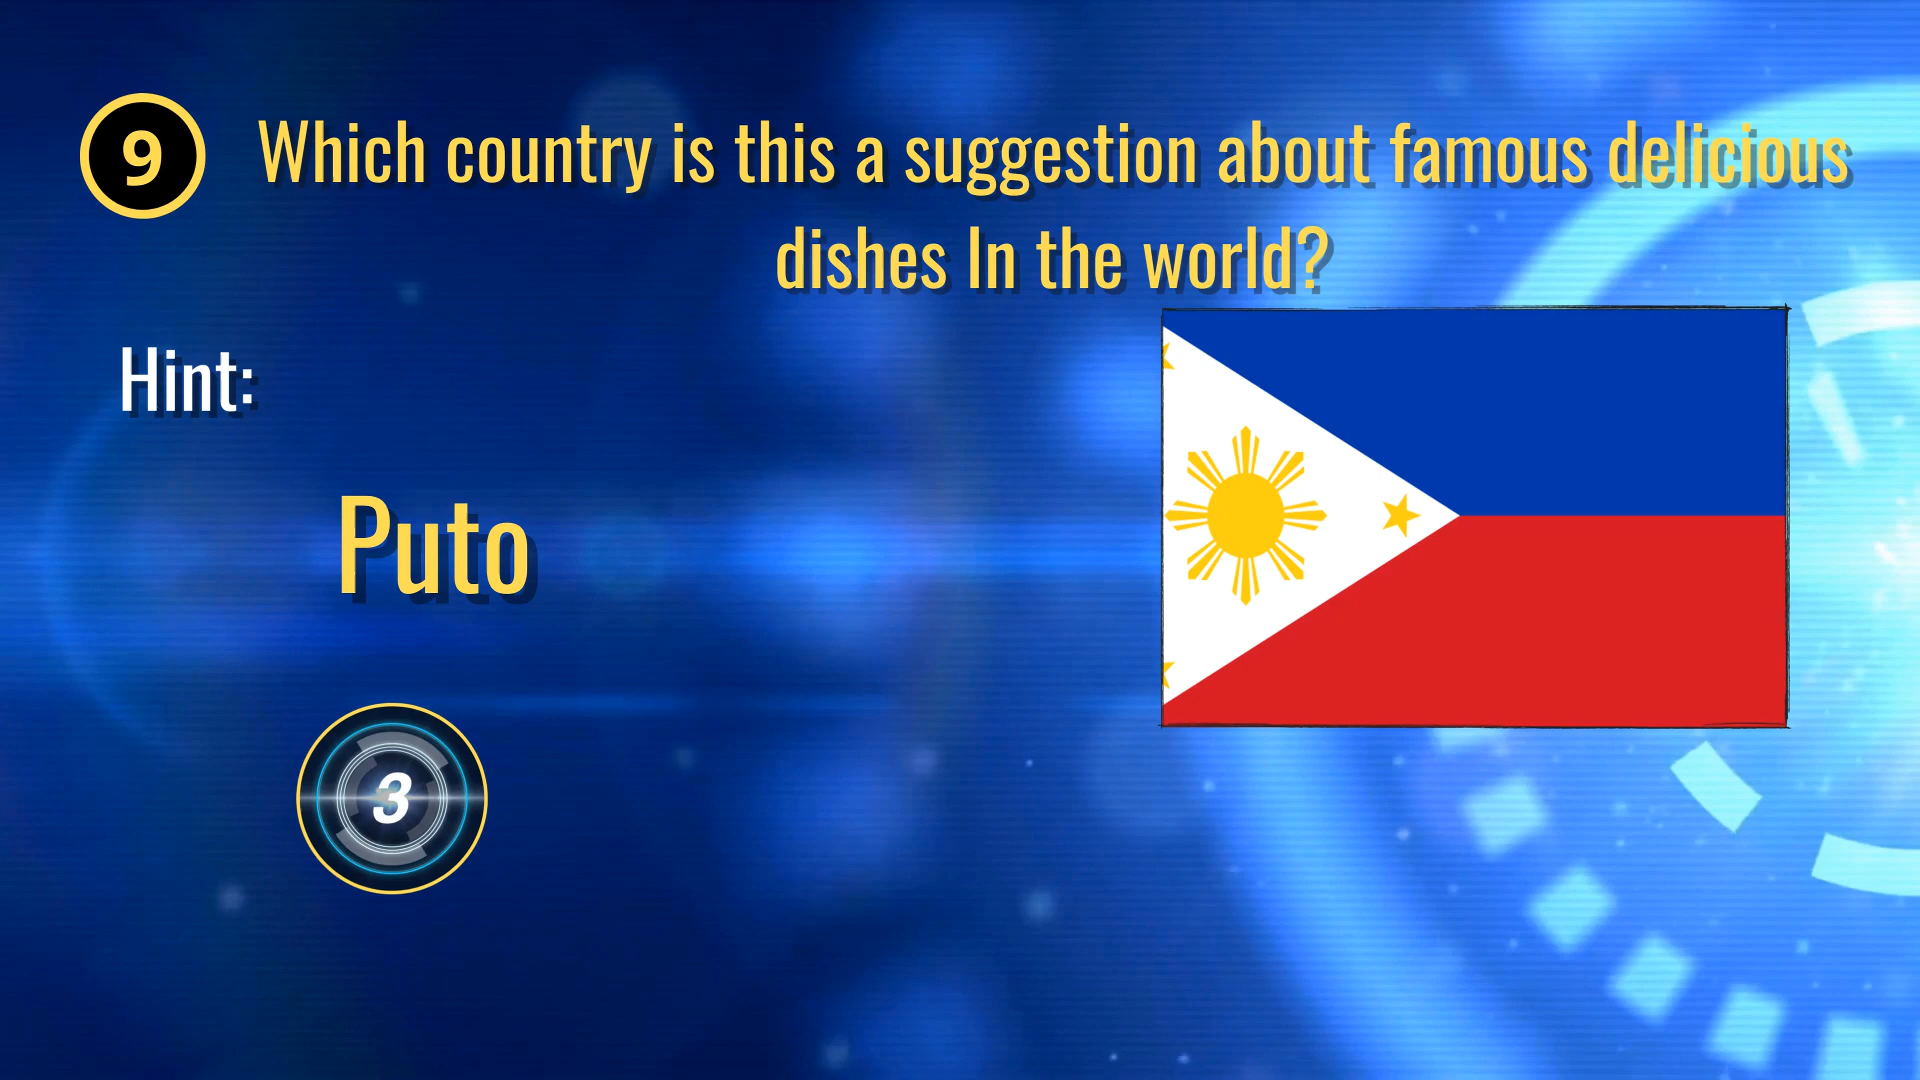 9
Which country is this a suggestion about famous delicious
dishes In the world?
Hint:
Puto
3